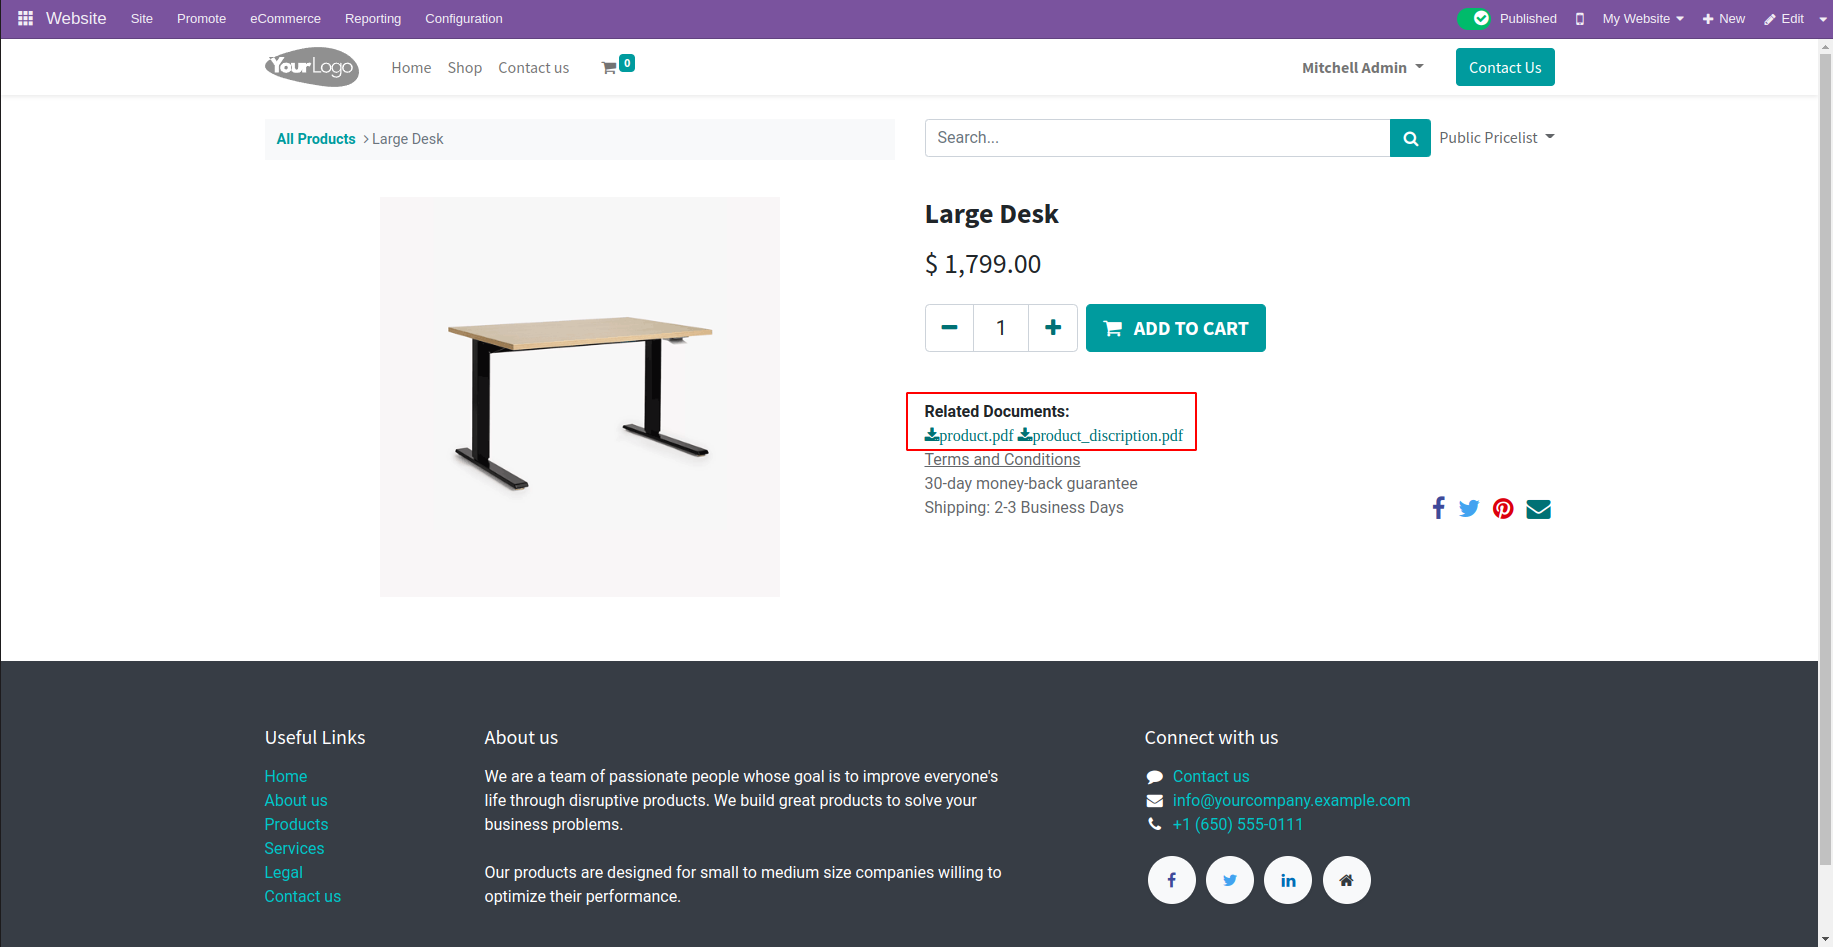 Website Site Promote eCommerce Reporting Configuration Published My Website New Edit
YourLogo Home Shop Contact us 0 Mitchell Admin Contact Us
All Products Large Desk Search... Public Pricelist
Large Desk
$ 1,799.00
1 ADD TO CART
Related Documents:
product.pdf product_discription.pdf
Terms and Conditions
30-day money-back guarantee
Shipping: 2-3 Business Days
Useful Links
Home
About us
Products
Services
Legal
Contact us
About us
We are a team of passionate people whose goal is to improve everyone's
life through disruptive products. We build great products to solve your
business problems.
Our products are designed for small to medium size companies willing to
optimize their performance.
Connect with us
Contact us
info@yourcompany.example.com
+1 (650) 555-0111